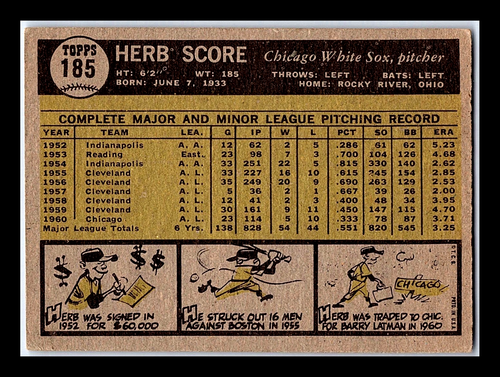 TOPPS
185
HERB SCORE Chicago White Sox, pitcher
HT: 6'2" WT: 185 THROWS: LEFT BATS: LEFT
BORN: JUNE 7, 1933 HOME: ROCKY RIVER, OHIO
COMPLETE MAJOR AND MINOR LEAGUE PITCHING RECORD
YEAR TEAM LEA. G IP W L PCT SO BB ERA
1952 Indianapolis A. A. 12 62 2 5 .286 61 62 5.23
1953 Reading East. 23 98 7 3 .700 104 126 4.68
1954 Indianapolis A. A. 33 251 22 5 .815 330 140 2.62
1955 Cleveland A. L. 33 227 16 10 .615 245 154 2.85
1956 Cleveland A. L. 35 249 20 9 .690 263 129 2.53
1957 Cleveland A. L. 5 36 2 1 .667 39 26 2.00
1958 Cleveland A. L. 12 41 2 3 .400 48 34 3.95
1959 Cleveland A. L. 30 161 9 11 .450 147 115 4.70
1960 Chicago A. L. 23 114 5 10 .333 78 87 3.71
Major League Totals 6 Yrs. 138 828 54 44 .551 820 545 3.25
$ $ $ $
CHICAGO
HERB WAS SIGNED IN
1952 FOR $60,000
HE STRUCK OUT 16 MEN
AGAINST BOSTON IN 1955
HERB WAS TRADED TO CHIC.
FOR BARRY LATMAN IN 1960
©T.C.G.
PRTD. IN U.S.A.